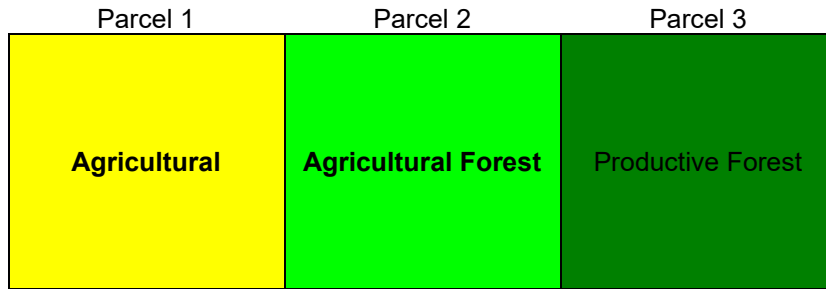 Parcel 1
Parcel 2
Parcel 3
Agricultural
Agricultural Forest
Productive Forest